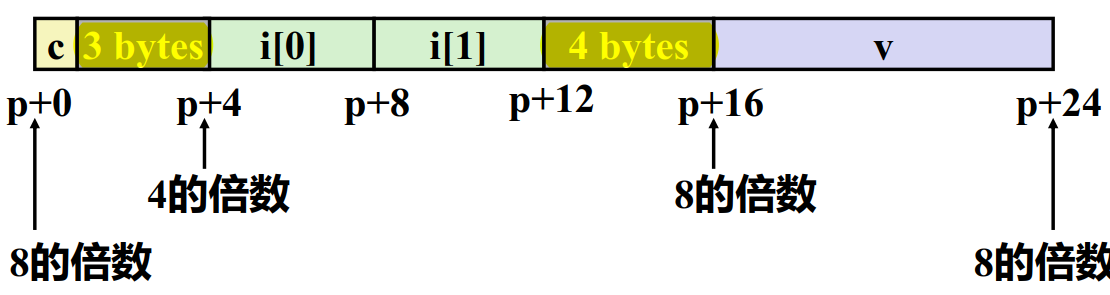 c 3 bytes i[0] i[1] 4 bytes v
p+0 p+4 p+8 p+12 p+16 p+24
4的倍数 8的倍数
8的倍数 8的倍数